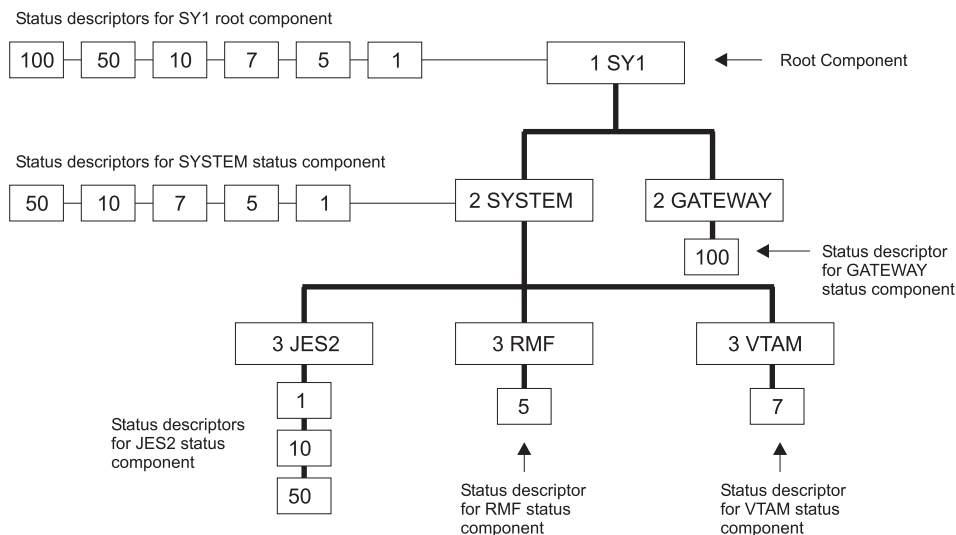 Status descriptors for SY1 root component
100 50 10 7 5 1 1 SY1 Root Component
Status descriptors for SYSTEM status component
50 10 7 5 1 2 SYSTEM 2 GATEWAY
100
Status descriptor
for GATEWAY
status component
3 JES2 3 RMF 3 VTAM
1 5 7
10
50
Status descriptors
for JES2 status
component
Status descriptor
for RMF status
component
Status descriptor
for VTAM status
component